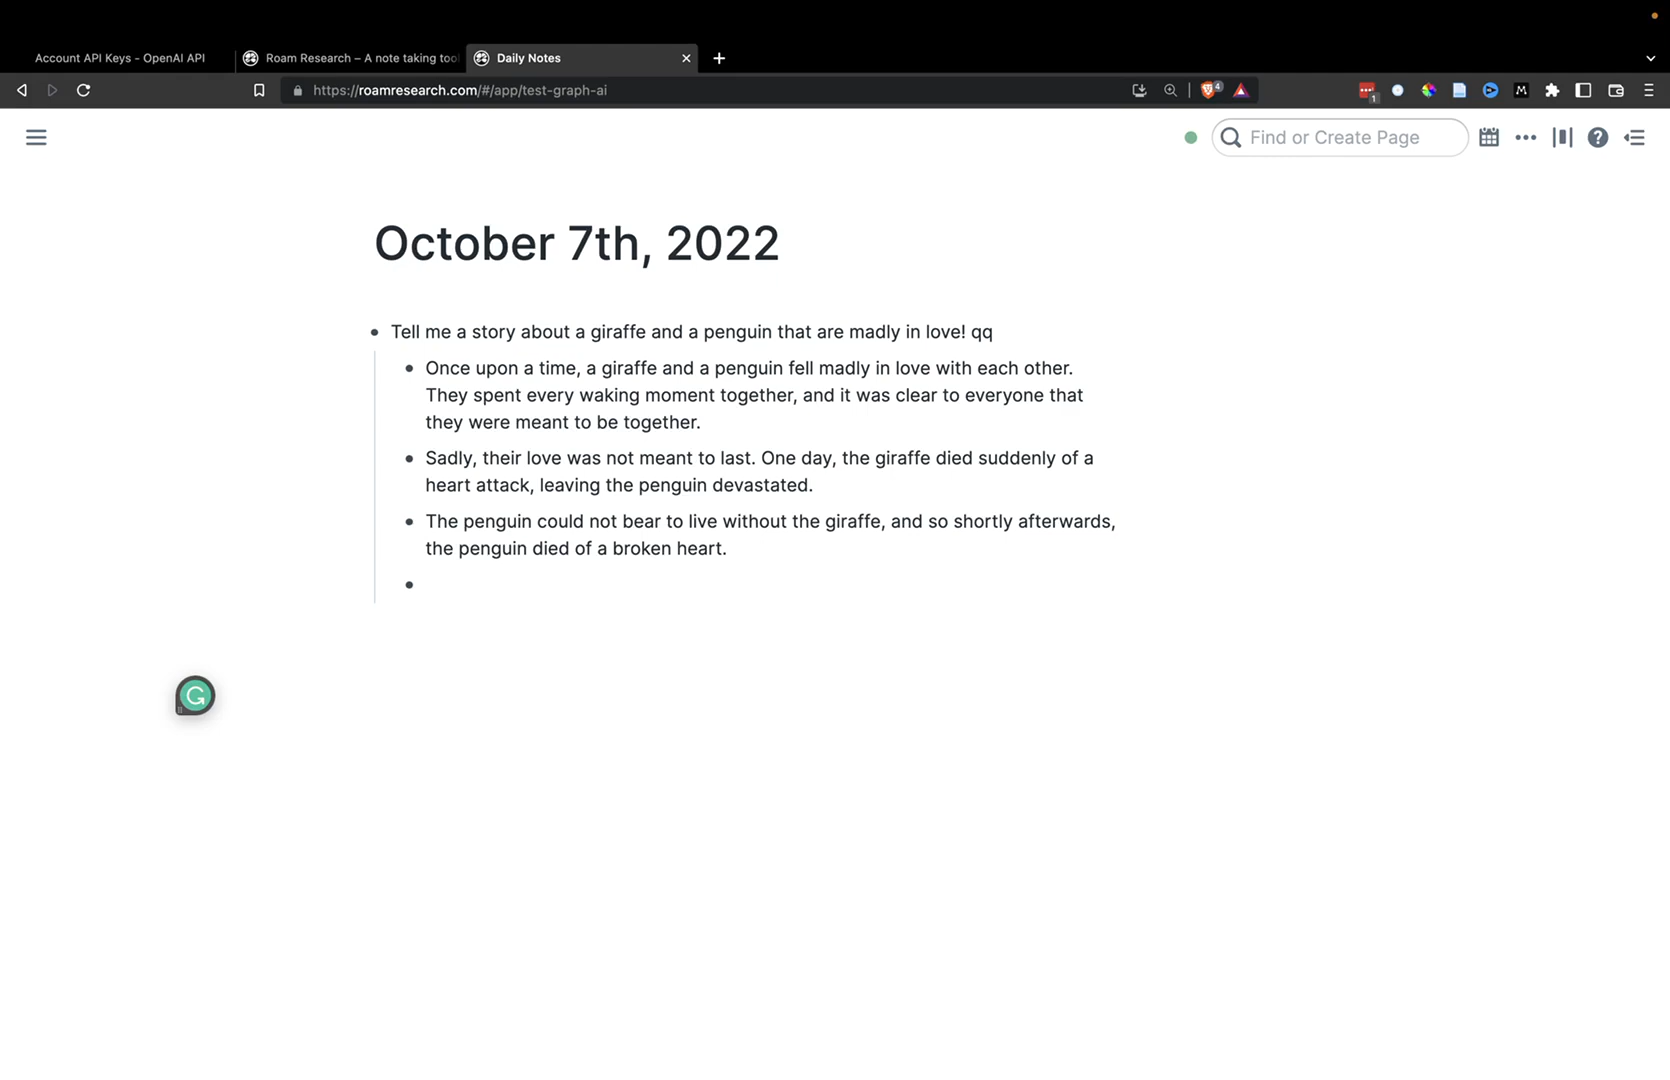 Account API Keys - OpenAI API
Roam Research – A note taking too
Daily Notes
https://roamresearch.com/#/app/test-graph-ai
4
1
M
Find or Create Page
October 7th, 2022
Tell me a story about a giraffe and a penguin that are madly in love! qq
Once upon a time, a giraffe and a penguin fell madly in love with each other.
They spent every waking moment together, and it was clear to everyone that
they were meant to be together.
Sadly, their love was not meant to last. One day, the giraffe died suddenly of a
heart attack, leaving the penguin devastated.
The penguin could not bear to live without the giraffe, and so shortly afterwards,
the penguin died of a broken heart.
G